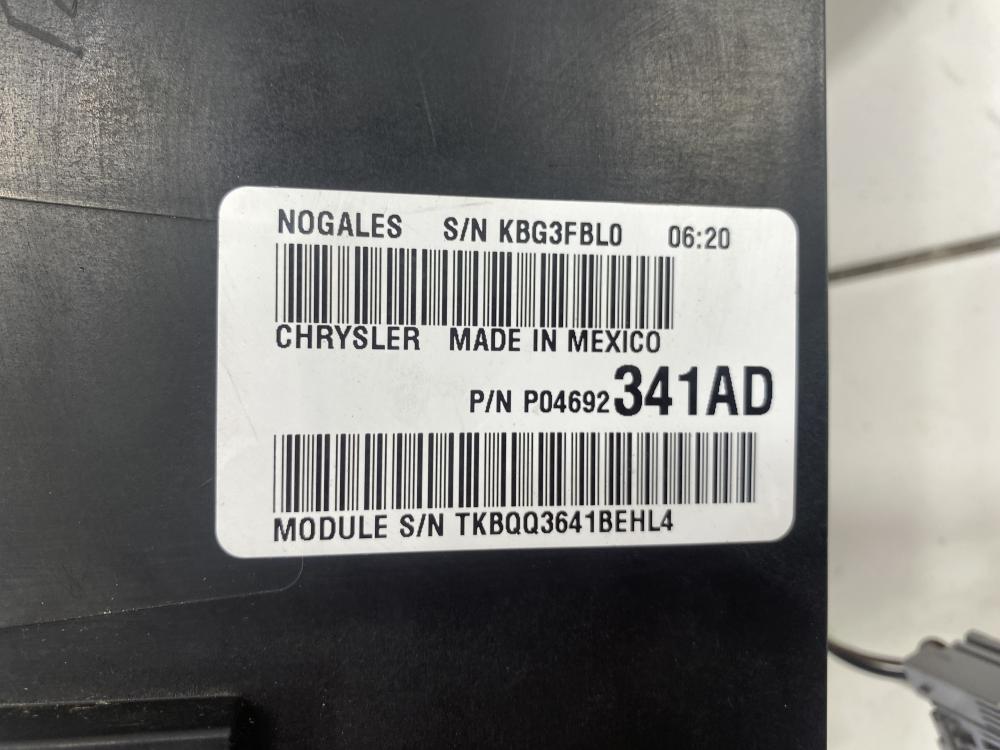 NOGALES S/N KBG3FBL0 06:20
CHRYSLER MADE IN MEXICO
P/N P04692341AD
MODULE S/N TKBQQ3641BEHL4